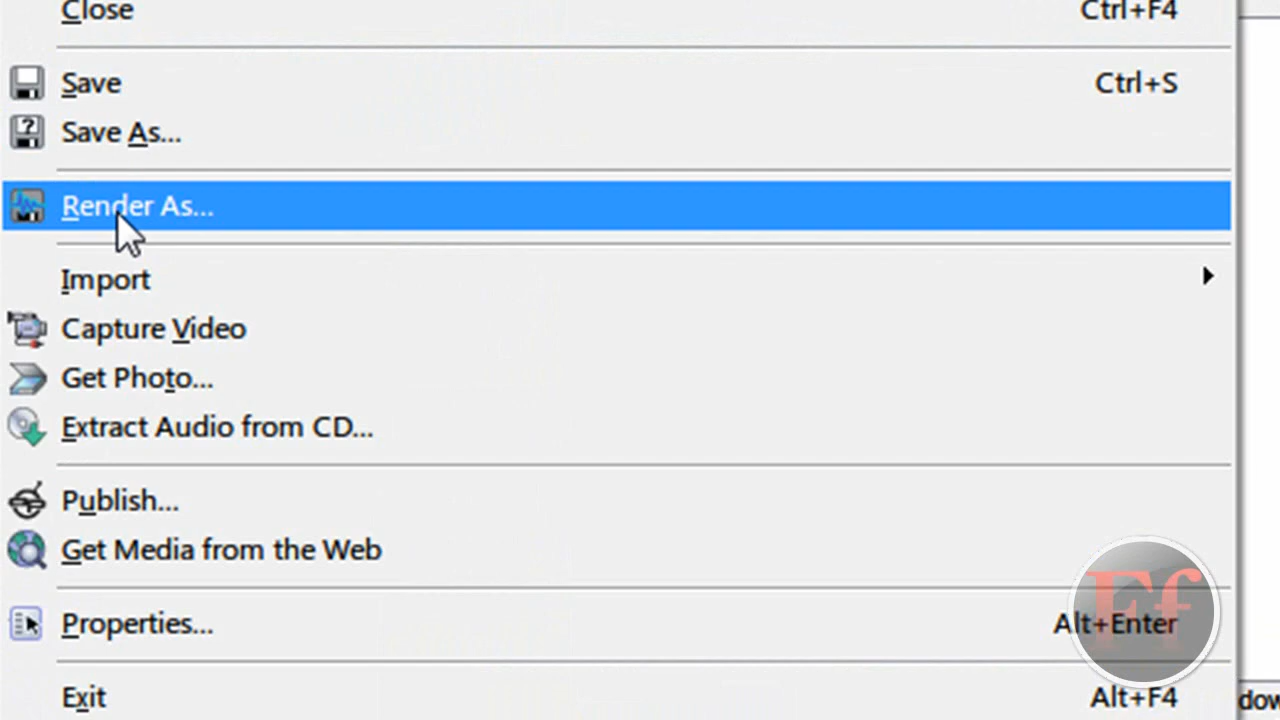 Close Ctrl+F4
Save Ctrl+S
Save As...
Render As...
Import
Capture Video
Get Photo...
Extract Audio from CD...
Publish...
Get Media from the Web
Properties... Alt+Enter
Ff
Exit Alt+F4